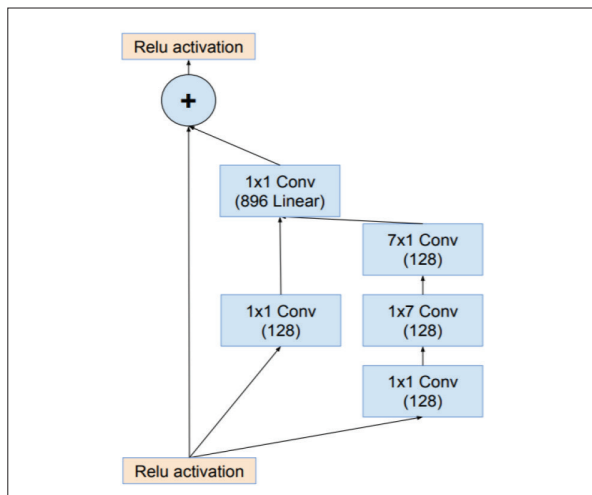 Relu activation
+
1x1 Conv
(896 Linear)
7x1 Conv
(128)
1x1 Conv
(128)
1x7 Conv
(128)
1x1 Conv
(128)
Relu activation